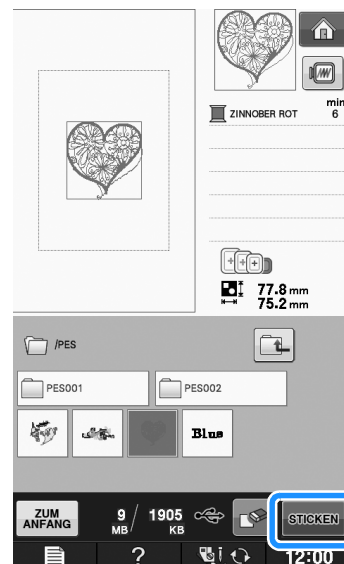 min
ZINNOBER ROT 6
77.8 mm
75.2 mm
/PES
PES001 PES002
Blue
ZUM ANFANG
9 MB / 1905 KB
STICKEN
? 12:00